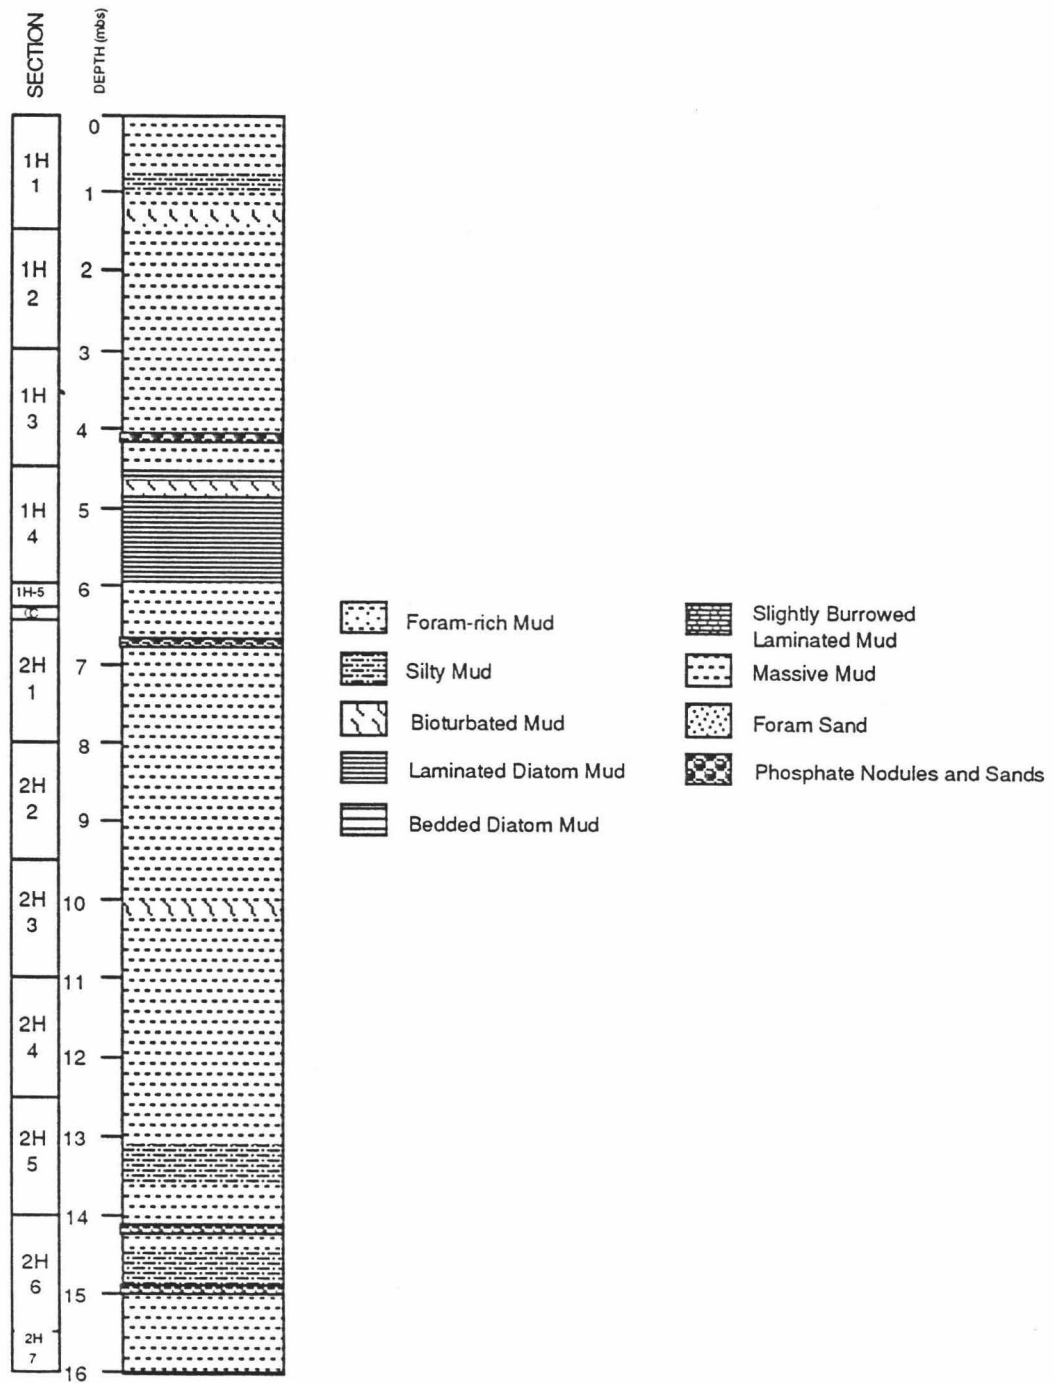 SECTION
DEPTH (mbs)
0
1H
1
1
1H
2
2
3
1H
3
4
1H
4
5
1H-5
6
CC
2H
1
7
8
2H
2
9
2H
3
10
11
2H
4
12
2H
5
13
14
2H
6
15
2H
7
16
Foram-rich Mud
Silty Mud
Bioturbated Mud
Laminated Diatom Mud
Bedded Diatom Mud
Slightly Burrowed
Laminated Mud
Massive Mud
Foram Sand
Phosphate Nodules and Sands